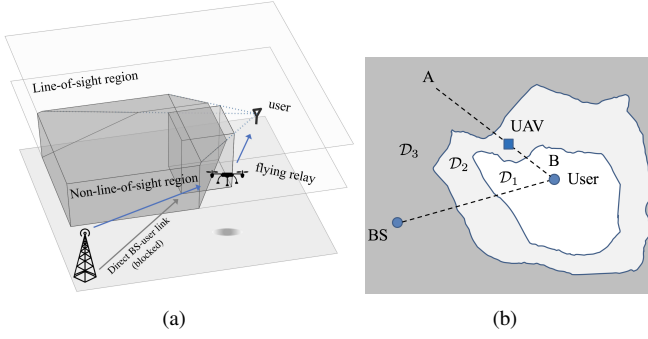 Line-of-sight region
user
Non-line-of-sight region
flying relay
Direct BS-user link
(blocked)
(a)
A
UAV
B
User
BS
𝒟₁
𝒟₂
𝒟₃
(b)